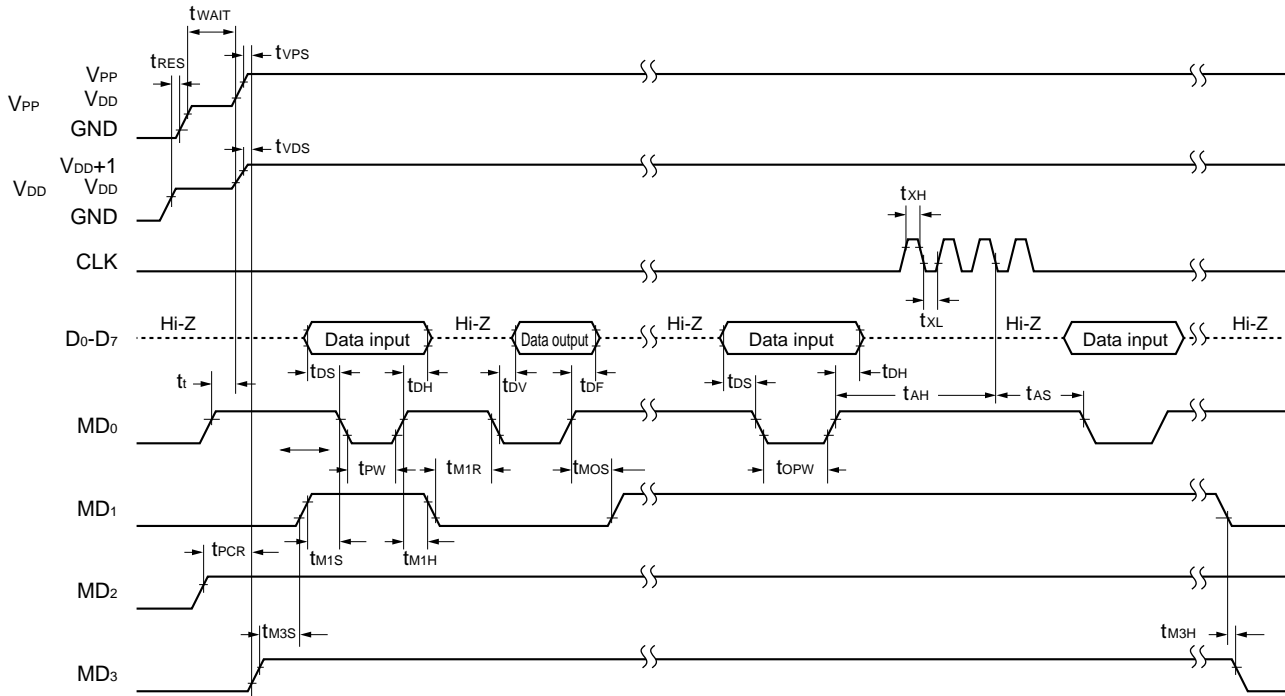 tWAIT
tVPS
tRES
VPP
VPP
VDD
GND
tVDS
VDD+1
VDD
VDD
GND
tXH
CLK
tXL
D0-D7
Hi-Z
Data input
Hi-Z
Data output
Hi-Z
Data input
Hi-Z
Data input
Hi-Z
tt
tDS
tDH
tDV
tDF
tDS
tDH
tAH
tAS
MD0
tPW
tM1R
tMOS
tOPW
MD1
tPCR
tM1S
tM1H
MD2
tM3S
tM3H
MD3